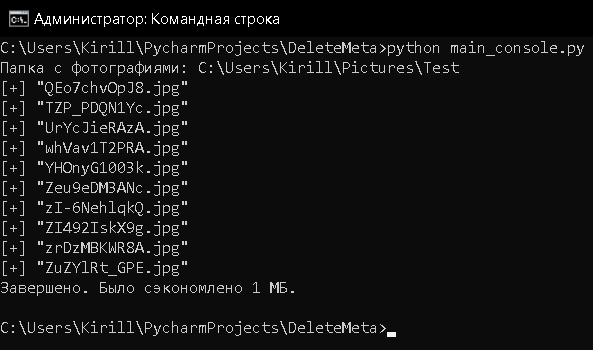 Администратор: Командная строка
C:\Users\Kirill\PycharmProjects\DeleteMeta>python main_console.py
Папка с фотографиями: C:\Users\Kirill\Pictures\Test
[+] "QEo7chvOpJ8.jpg"
[+] "TZP_PDQN1Yc.jpg"
[+] "UrYcJieRAzA.jpg"
[+] "whVav1T2PRA.jpg"
[+] "YHOnyG1003k.jpg"
[+] "Zeu9eDM3ANc.jpg"
[+] "zI-6NehlqkQ.jpg"
[+] "ZI492IskX9g.jpg"
[+] "zrDzMBKWR8A.jpg"
[+] "ZuZYlRt_GPE.jpg"
Завершено. Было сэкономлено 1 МБ.
C:\Users\Kirill\PycharmProjects\DeleteMeta>